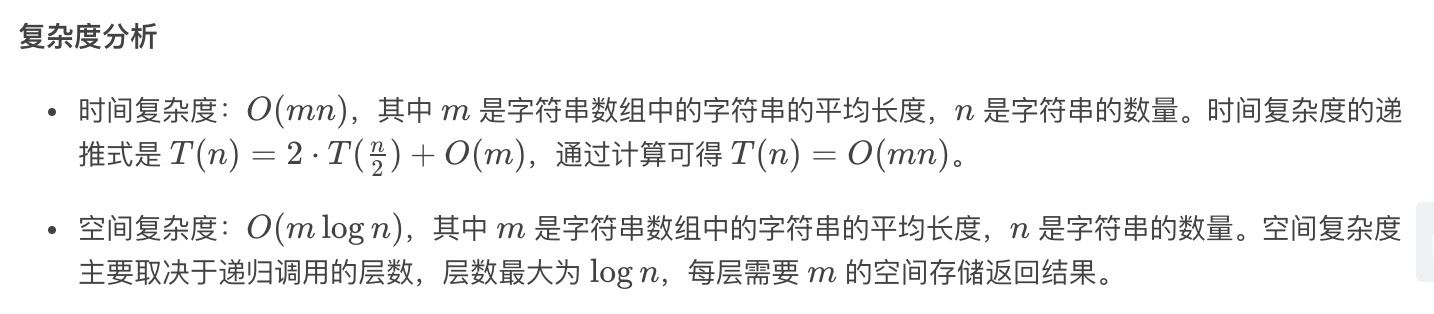 复杂度分析
• 时间复杂度：O(mn)，其中 m 是字符串数组中的字符串的平均长度，n 是字符串的数量。时间复杂度的递
推式是 T(n) = 2 · T(n/2) + O(m)，通过计算可得 T(n) = O(mn)。
• 空间复杂度：O(m log n)，其中 m 是字符串数组中的字符串的平均长度，n 是字符串的数量。空间复杂度
主要取决于递归调用的层数，层数最大为 log n，每层需要 m 的空间存储返回结果。